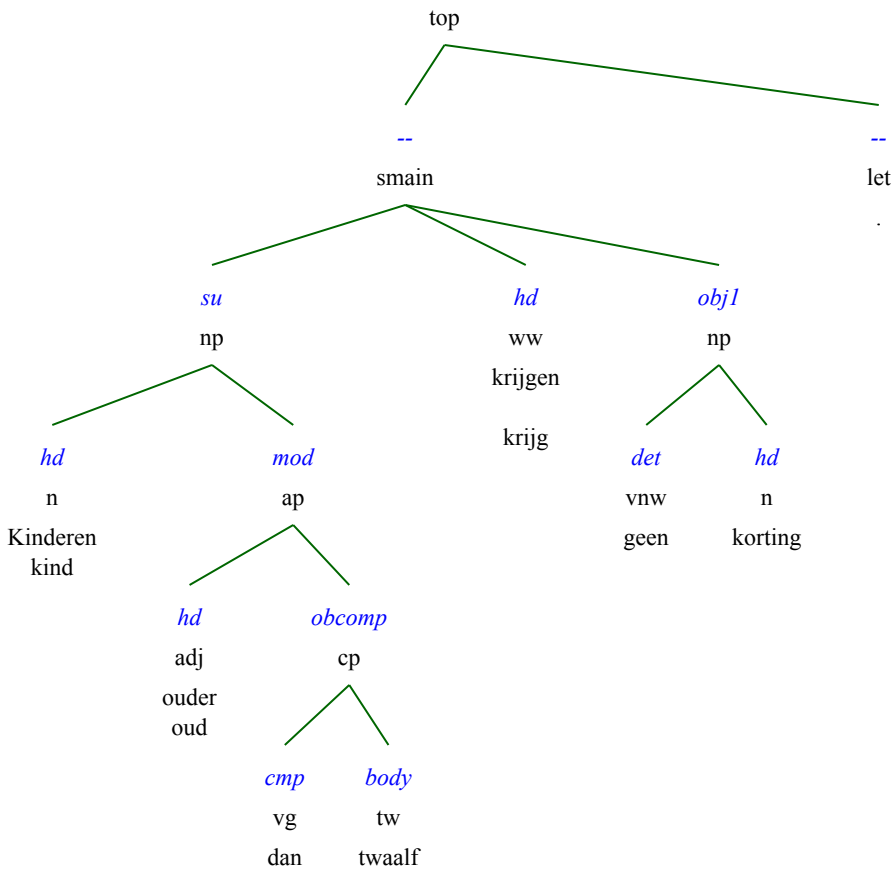 top
-- --
smain let
.
su hd obj1
np ww np
krijgen
krijg
hd mod det hd
n ap vnw n
Kinderen geen korting
kind
hd obcomp
adj cp
ouder
oud
cmp body
vg tw
dan twaalf